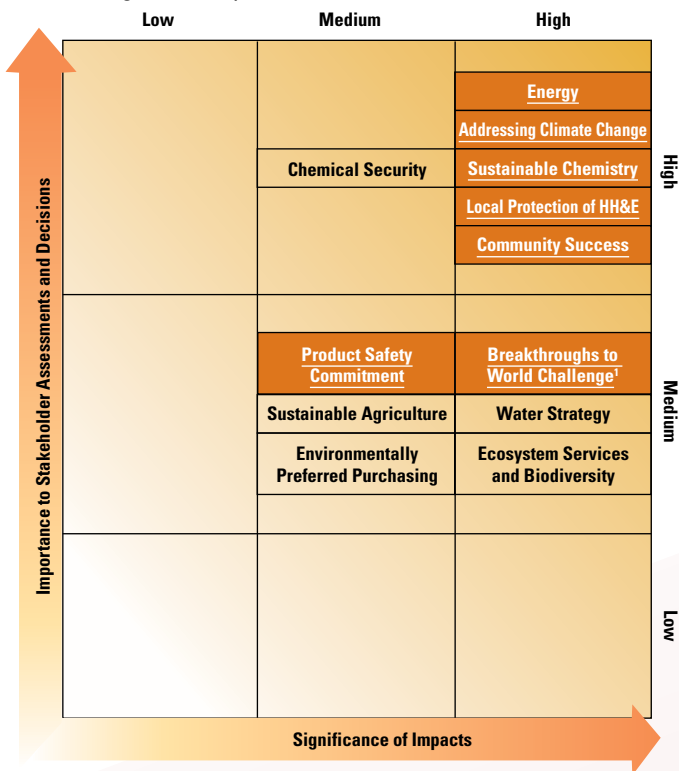 Low
Medium
High
Importance to Stakeholder Assessments and Decisions
Energy
Addressing Climate Change
Chemical Security
Sustainable Chemistry
Local Protection of HH&E
Community Success
High
Product Safety
Commitment
Breakthroughs to
World Challenge¹
Sustainable Agriculture
Water Strategy
Environmentally
Preferred Purchasing
Ecosystem Services
and Biodiversity
Medium
Low
Significance of Impacts